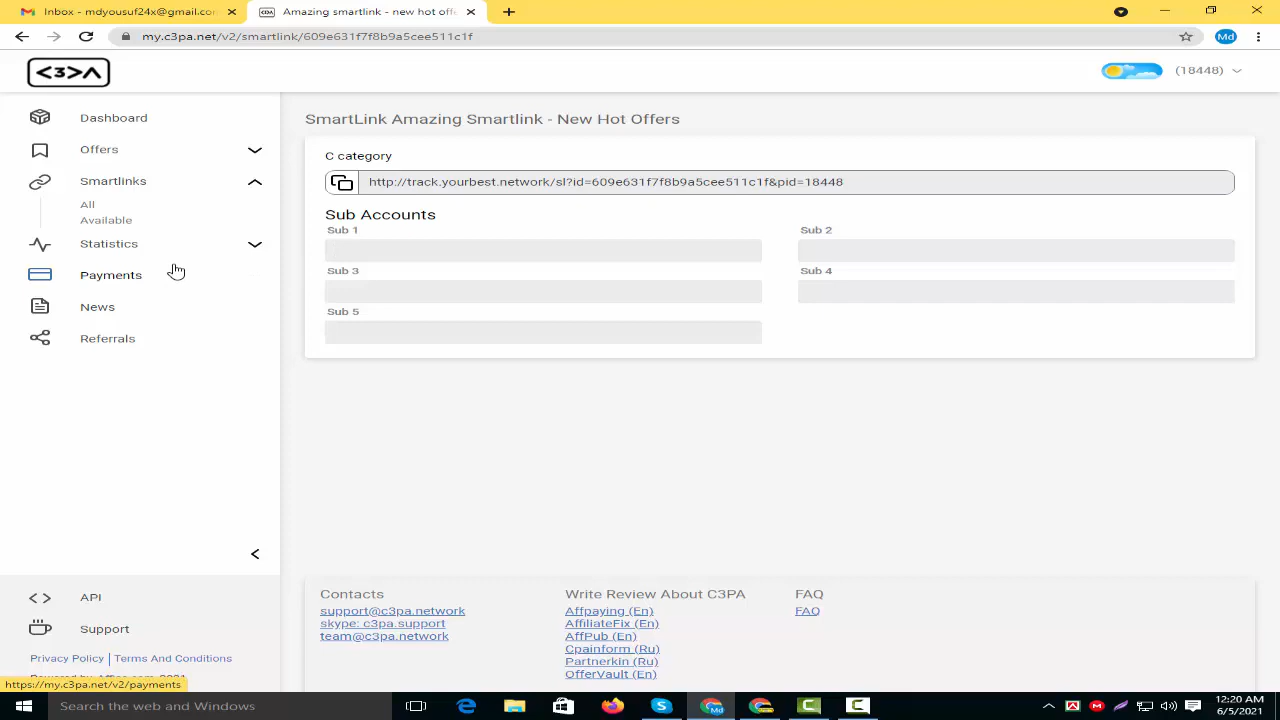 Inbox - mdyousuf24x@gmail.co
Amazing smartlink - new hot off
my.c3pa.net/v2/smartlink/609e631f7f8b9a5cee511c1f
Md
<3>Λ
(18448)
Dashboard
Offers
Smartlinks
All
Available
Statistics
Payments
News
Referrals
API
Support
Privacy Policy | Terms And Conditions
https://my.c3pa.net/v2/payments
SmartLink Amazing Smartlink - New Hot Offers
C category
http://track.yourbest.network/sl?id=609e631f7f8b9a5cee511c1f&pid=18448
Sub Accounts
Sub 1
Sub 2
Sub 3
Sub 4
Sub 5
Contacts
support@c3pa.network
skype: c3pa.support
team@c3pa.network
Write Review About C3PA
Affpaying (En)
AffiliateFix (En)
AffPub (En)
Cpainform (Ru)
Partnerkin (Ru)
OfferVault (En)
FAQ
FAQ
Search the web and Windows
Md
12:20 AM
6/5/2021